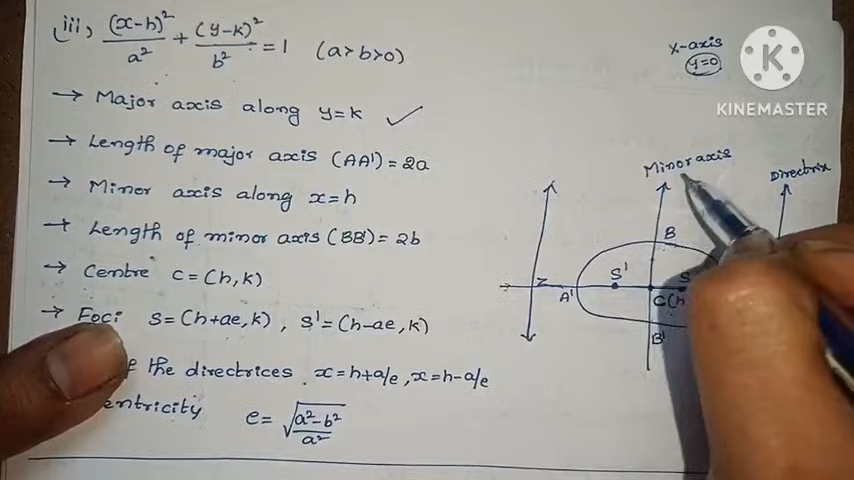 iii, (x-h)²/a² + (y-k)²/b² = 1 (a>b>0)
→ Major axis along y=k ✓
→ Length of major axis (AA') = 2a
→ Minor axis along x=h
→ Length of minor axis (BB') = 2b
→ Centre C = (h,k)
→ Foci S=(h+ae,k), S'=(h-ae,k)
the directrices x=h+a/e, x=h-a/e
e= √(a²-b²/a²)
x-axis
y=0
K
KINEMASTER
Minor axis
Directrix
B
S'
S
Z
A'
C(h
B'